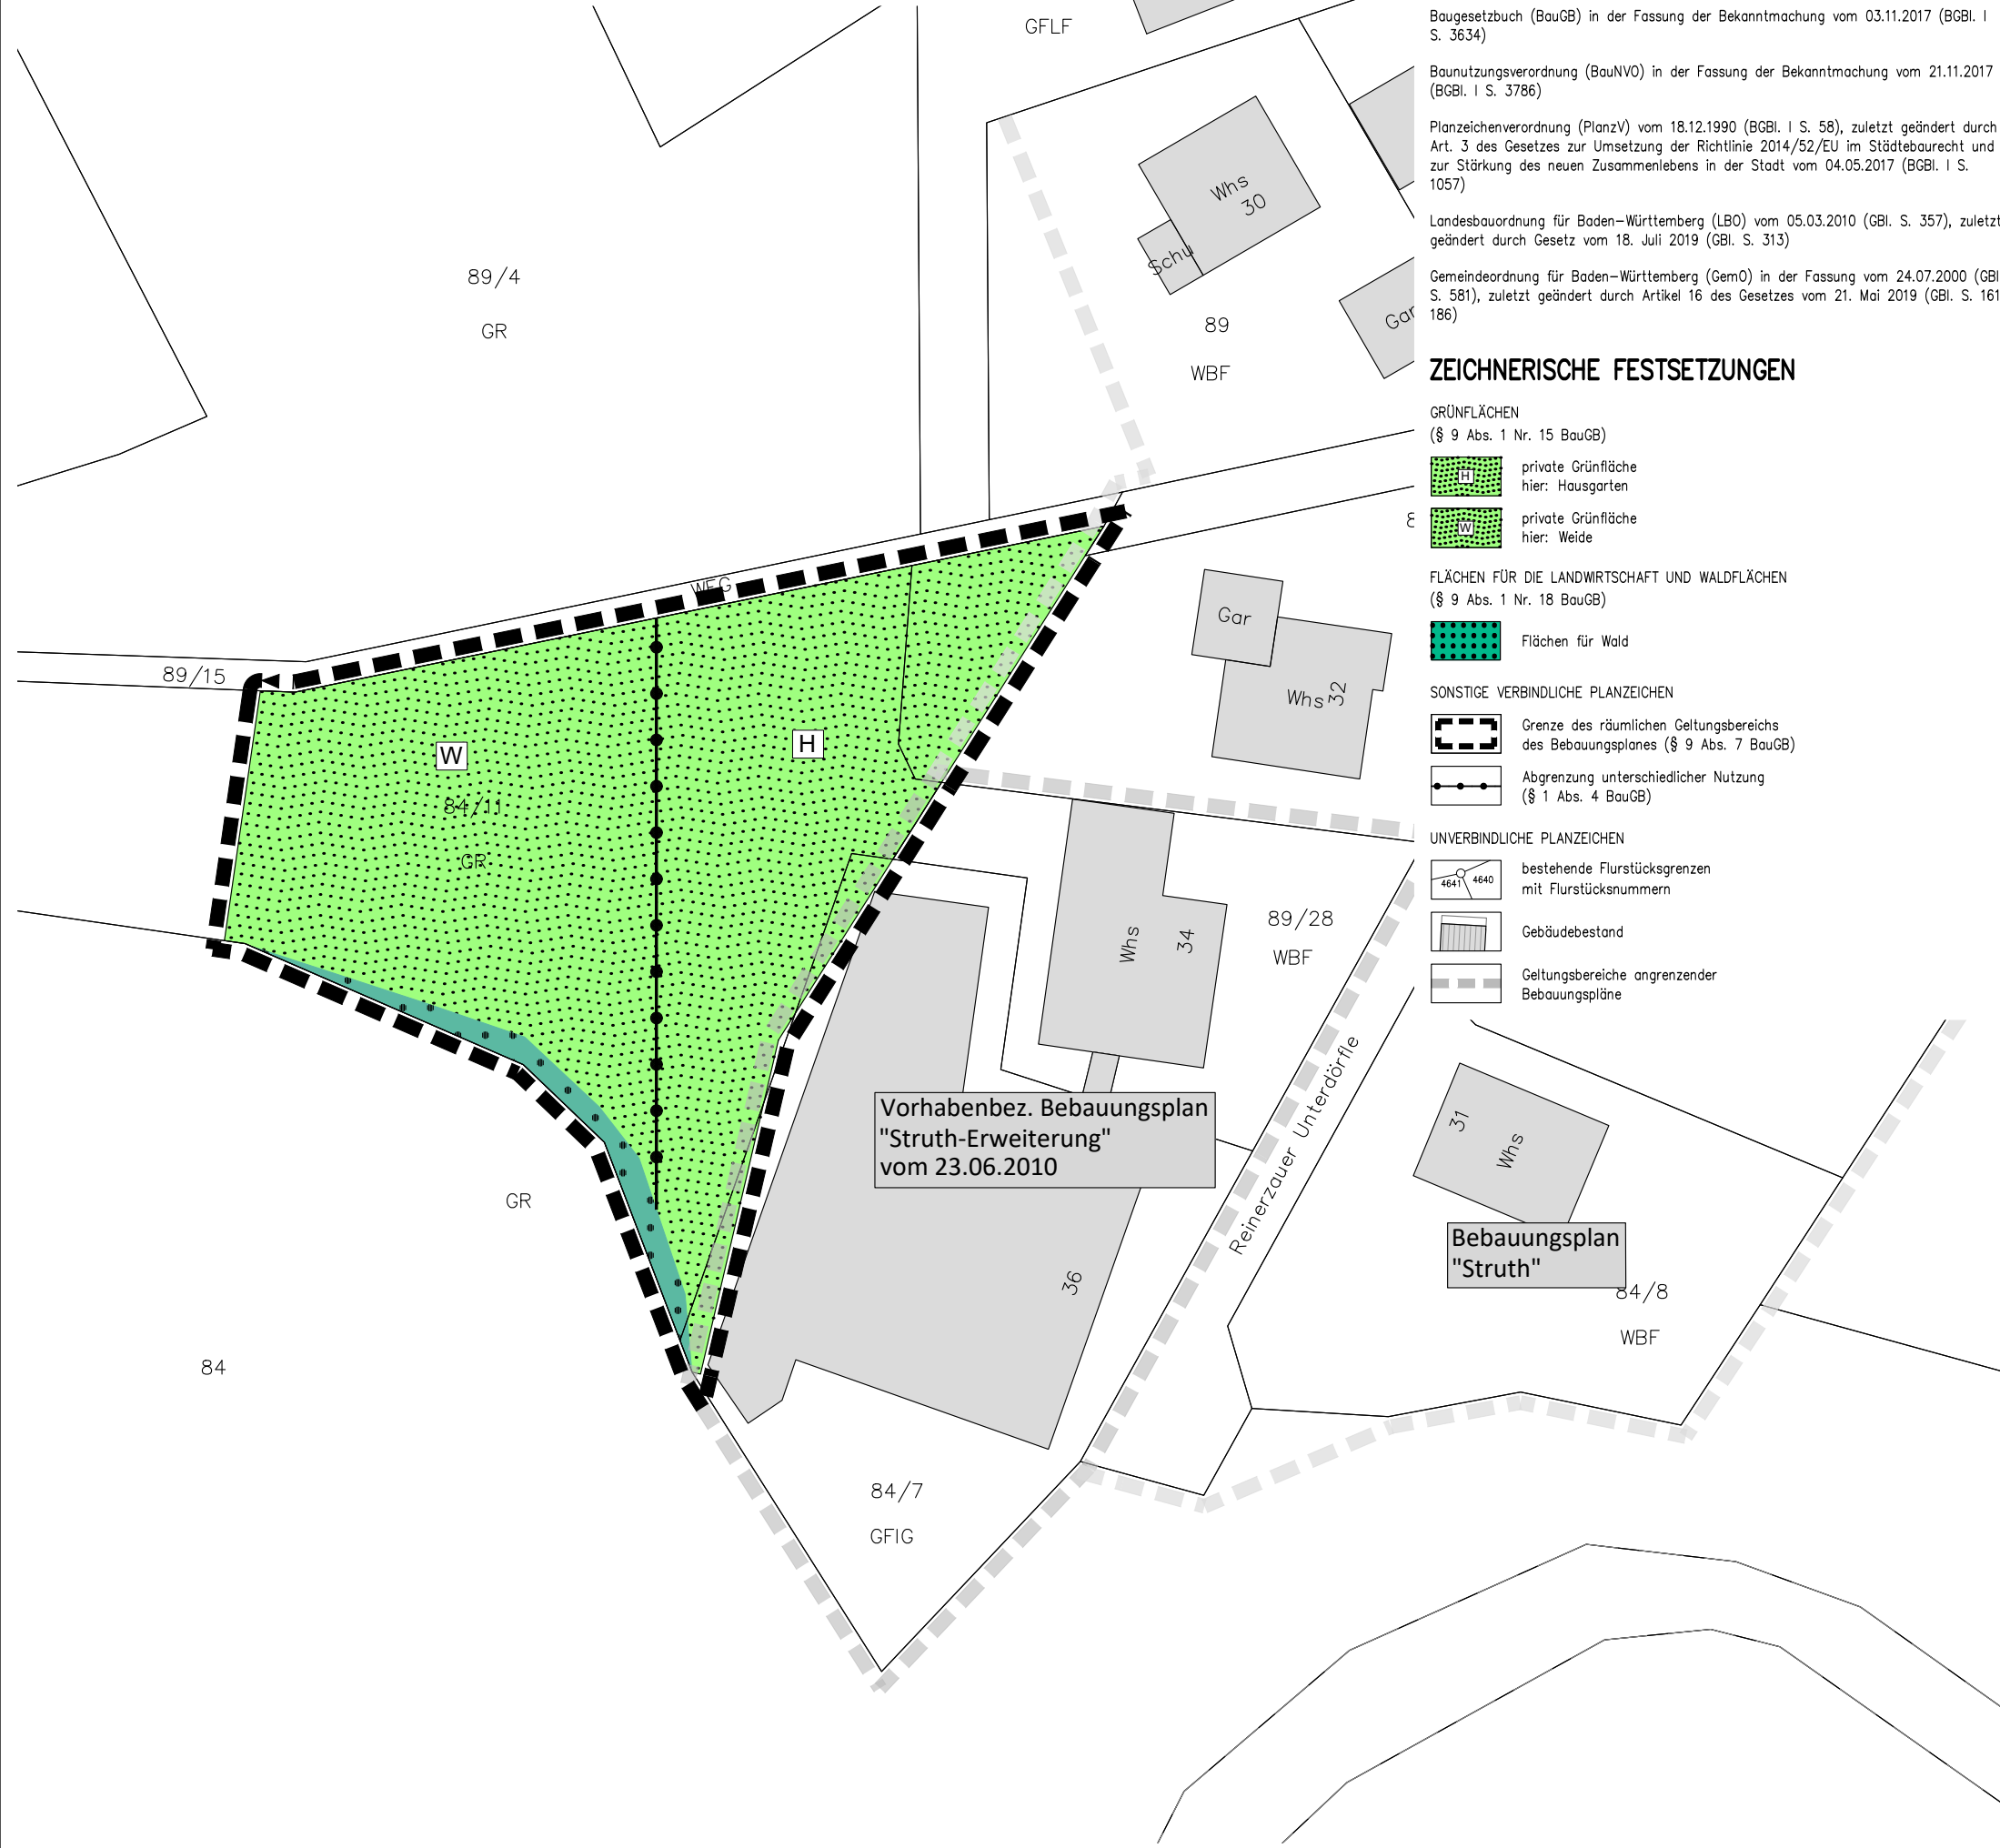 GFLF
Whs
30
Schu
Gar
89
WBF
89/4
GR
WEG
89/15
Gar
Whs
32
W
H
84/11
GR
Whs
34
89/28
WBF
Reinerzauer Unterdörfle
Vorhabenbez. Bebauungsplan
"Struth-Erweiterung"
vom 23.06.2010
36
GR
84
84/7
GFIG
31
Whs
Bebauungsplan
"Struth"
84/8
WBF
Baugesetzbuch (BauGB) in der Fassung der Bekanntmachung vom 03.11.2017 (BGBl. I
S. 3634)
Baunutzungsverordnung (BauNVO) in der Fassung der Bekanntmachung vom 21.11.2017
(BGBl. I S. 3786)
Planzeichenverordnung (PlanzV) vom 18.12.1990 (BGBl. I S. 58), zuletzt geändert durch
Art. 3 des Gesetzes zur Umsetzung der Richtlinie 2014/52/EU im Städtebaurecht und
zur Stärkung des neuen Zusammenlebens in der Stadt vom 04.05.2017 (BGBl. I S.
1057)
Landesbauordnung für Baden-Württemberg (LBO) vom 05.03.2010 (GBl. S. 357), zuletzt
geändert durch Gesetz vom 18. Juli 2019 (GBl. S. 313)
Gemeindeordnung für Baden-Württemberg (GemO) in der Fassung vom 24.07.2000 (GBl
S. 581), zuletzt geändert durch Artikel 16 des Gesetzes vom 21. Mai 2019 (GBl. S. 161
186)
ZEICHNERISCHE FESTSETZUNGEN
GRÜNFLÄCHEN
(§ 9 Abs. 1 Nr. 15 BauGB)
H
private Grünfläche
hier: Hausgarten
W
private Grünfläche
hier: Weide
FLÄCHEN FÜR DIE LANDWIRTSCHAFT UND WALDFLÄCHEN
(§ 9 Abs. 1 Nr. 18 BauGB)
Flächen für Wald
SONSTIGE VERBINDLICHE PLANZEICHEN
Grenze des räumlichen Geltungsbereichs
des Bebauungsplanes (§ 9 Abs. 7 BauGB)
Abgrenzung unterschiedlicher Nutzung
(§ 1 Abs. 4 BauGB)
UNVERBINDLICHE PLANZEICHEN
4641 4640
bestehende Flurstücksgrenzen
mit Flurstücksnummern
Gebäudebestand
Geltungsbereiche angrenzender
Bebauungspläne